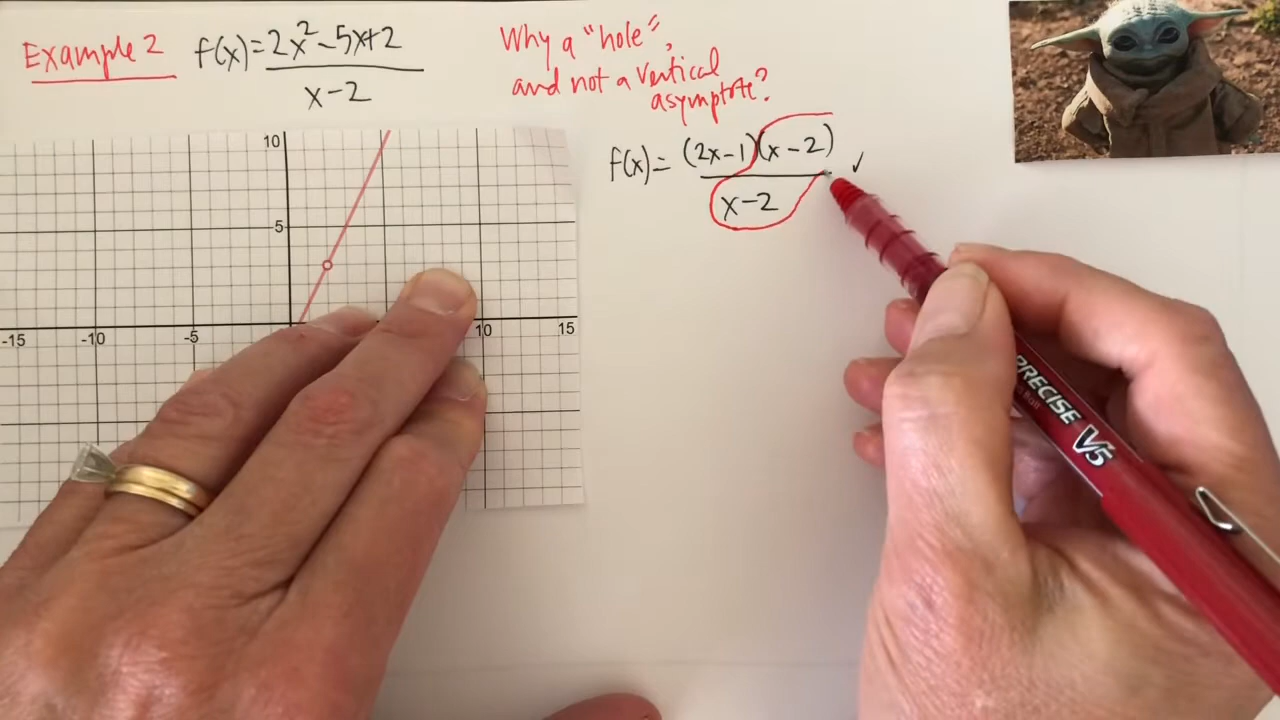 Example 2
f(x)=2x²-5x+2
x-2
Why a "hole",
and not a vertical
asymptote?
f(x)=(2x-1)(x-2) ✓
x-2
10
5
-15 -10 -5 10 15
PRECISE V5